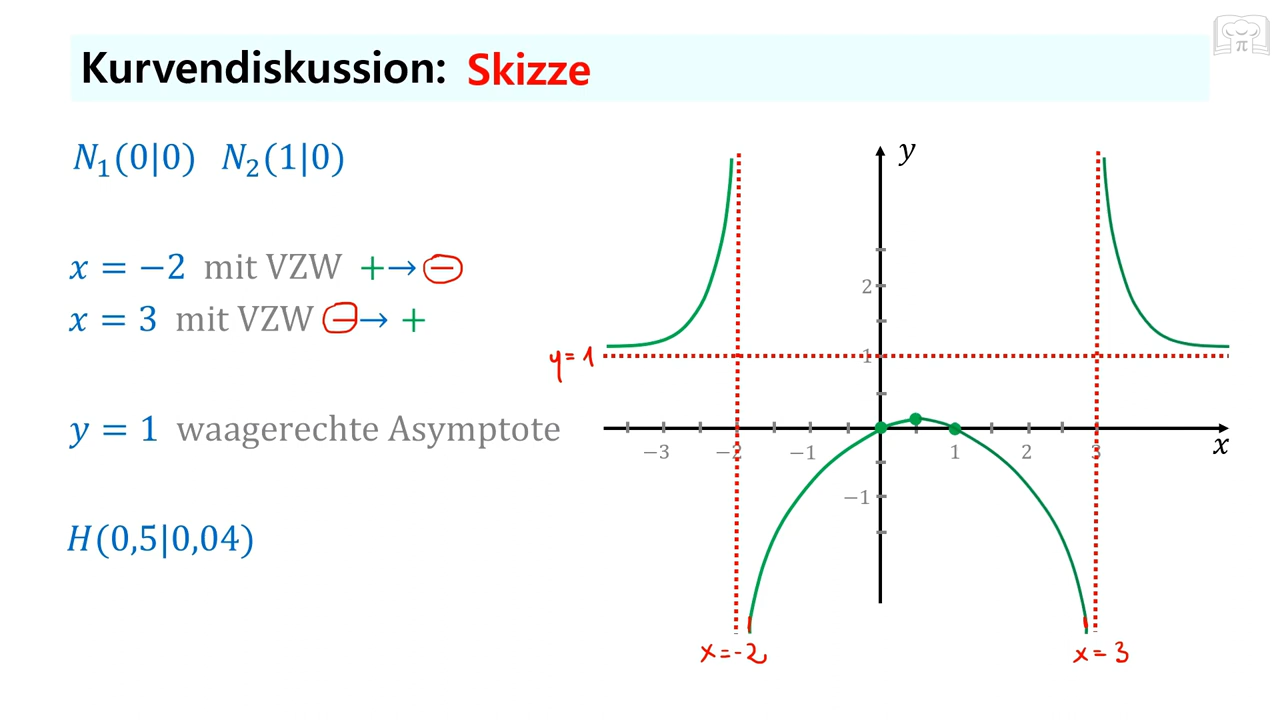 Kurvendiskussion: Skizze
N₁(0|0) N₂(1|0)
x = −2 mit VZW + → −
x = 3 mit VZW − → +
y = 1 waagerechte Asymptote
H(0,5|0,04)
y
2
y = 1
1
−3 −2 −1 1 2 3
x
−1
x = -2
x = 3
π